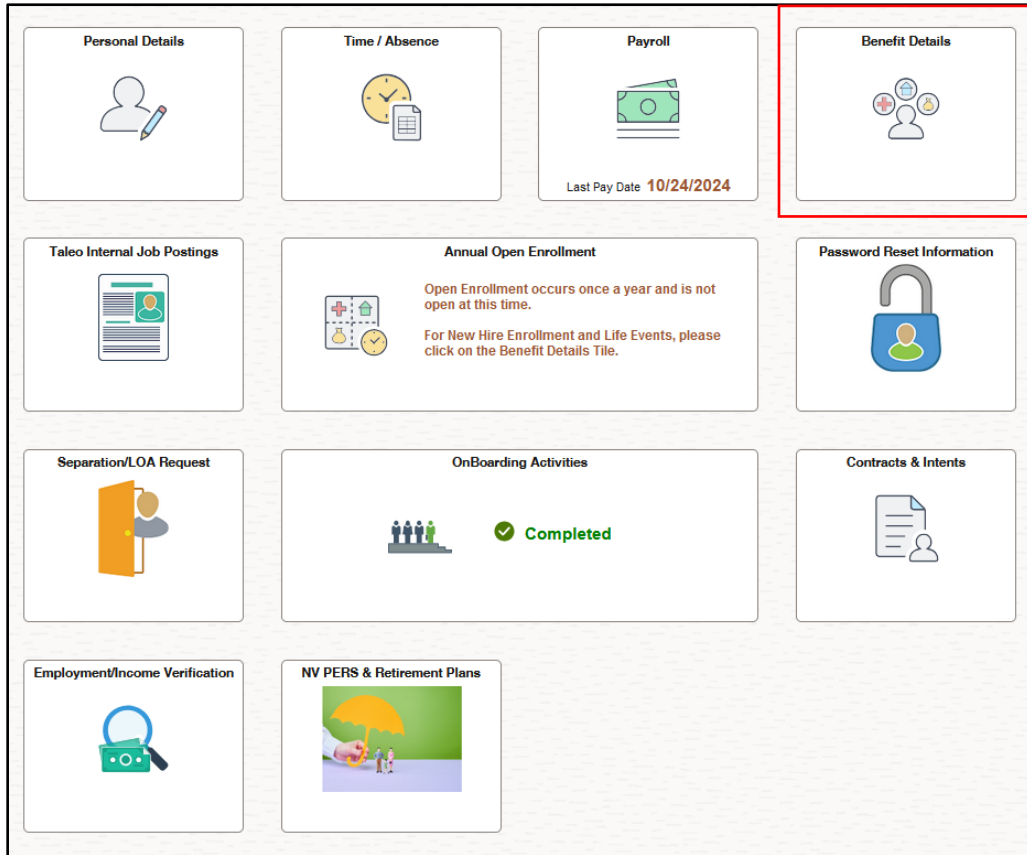 Personal Details
Time / Absence
Payroll
Last Pay Date 10/24/2024
Benefit Details
Taleo Internal Job Postings
Annual Open Enrollment
Open Enrollment occurs once a year and is not
open at this time.
For New Hire Enrollment and Life Events, please
click on the Benefit Details Tile.
Password Reset Information
Separation/LOA Request
OnBoarding Activities
Completed
Contracts & Intents
Employment/Income Verification
NV PERS & Retirement Plans